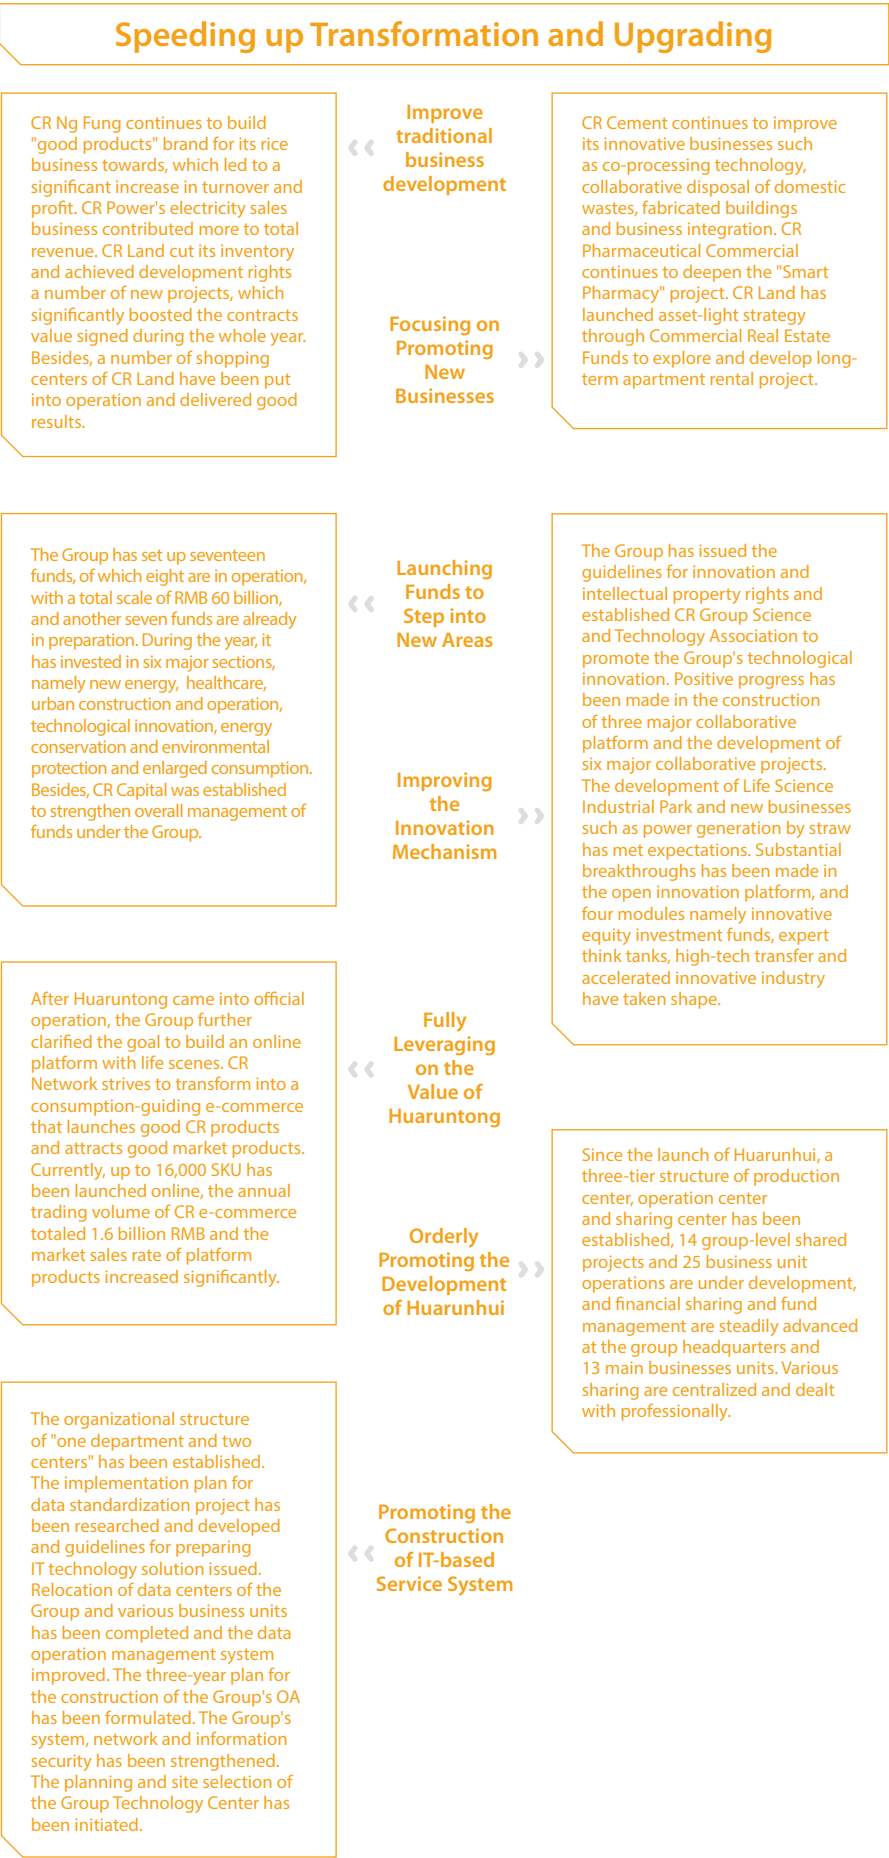 Speeding up Transformation and Upgrading
Improve
traditional
business
development
CR Ng Fung continues to build
"good products" brand for its rice
business towards, which led to a
significant increase in turnover and
profit. CR Power's electricity sales
business contributed more to total
revenue. CR Land cut its inventory
and achieved development rights
a number of new projects, which
significantly boosted the contracts
value signed during the whole year.
Besides, a number of shopping
centers of CR Land have been put
into operation and delivered good
results.
Focusing on
Promoting
New
Businesses
CR Cement continues to improve
its innovative businesses such
as co-processing technology,
collaborative disposal of domestic
wastes, fabricated buildings
and business integration. CR
Pharmaceutical Commercial
continues to deepen the "Smart
Pharmacy" project. CR Land has
launched asset-light strategy
through Commercial Real Estate
Funds to explore and develop long-
term apartment rental project.
Launching
Funds to
Step into
New Areas
The Group has set up seventeen
funds, of which eight are in operation,
with a total scale of RMB 60 billion,
and another seven funds are already
in preparation. During the year, it
has invested in six major sections,
namely new energy, healthcare,
urban construction and operation,
technological innovation, energy
conservation and environmental
protection and enlarged consumption.
Besides, CR Capital was established
to strengthen overall management of
funds under the Group.
Improving
the
Innovation
Mechanism
The Group has issued the
guidelines for innovation and
intellectual property rights and
established CR Group Science
and Technology Association to
promote the Group's technological
innovation. Positive progress has
been made in the construction
of three major collaborative
platform and the development of
six major collaborative projects.
The development of Life Science
Industrial Park and new businesses
such as power generation by straw
has met expectations. Substantial
breakthroughs has been made in
the open innovation platform, and
four modules namely innovative
equity investment funds, expert
think tanks, high-tech transfer and
accelerated innovative industry
have taken shape.
Fully
Leveraging
on the
Value of
Huaruntong
After Huaruntong came into official
operation, the Group further
clarified the goal to build an online
platform with life scenes. CR
Network strives to transform into a
consumption-guiding e-commerce
that launches good CR products
and attracts good market products.
Currently, up to 16,000 SKU has
been launched online, the annual
trading volume of CR e-commerce
totaled 1.6 billion RMB and the
market sales rate of platform
products increased significantly.
Orderly
Promoting the
Development
of Huarunhui
Since the launch of Huarunhui, a
three-tier structure of production
center, operation center
and sharing center has been
established, 14 group-level shared
projects and 25 business unit
operations are under development,
and financial sharing and fund
management are steadily advanced
at the group headquarters and
13 main businesses units. Various
sharing are centralized and dealt
with professionally.
Promoting the
Construction
of IT-based
Service System
The organizational structure
of "one department and two
centers" has been established.
The implementation plan for
data standardization project has
been researched and developed
and guidelines for preparing
IT technology solution issued.
Relocation of data centers of the
Group and various business units
has been completed and the data
operation management system
improved. The three-year plan for
the construction of the Group's OA
has been formulated. The Group's
system, network and information
security has been strengthened.
The planning and site selection of
the Group Technology Center has
been initiated.